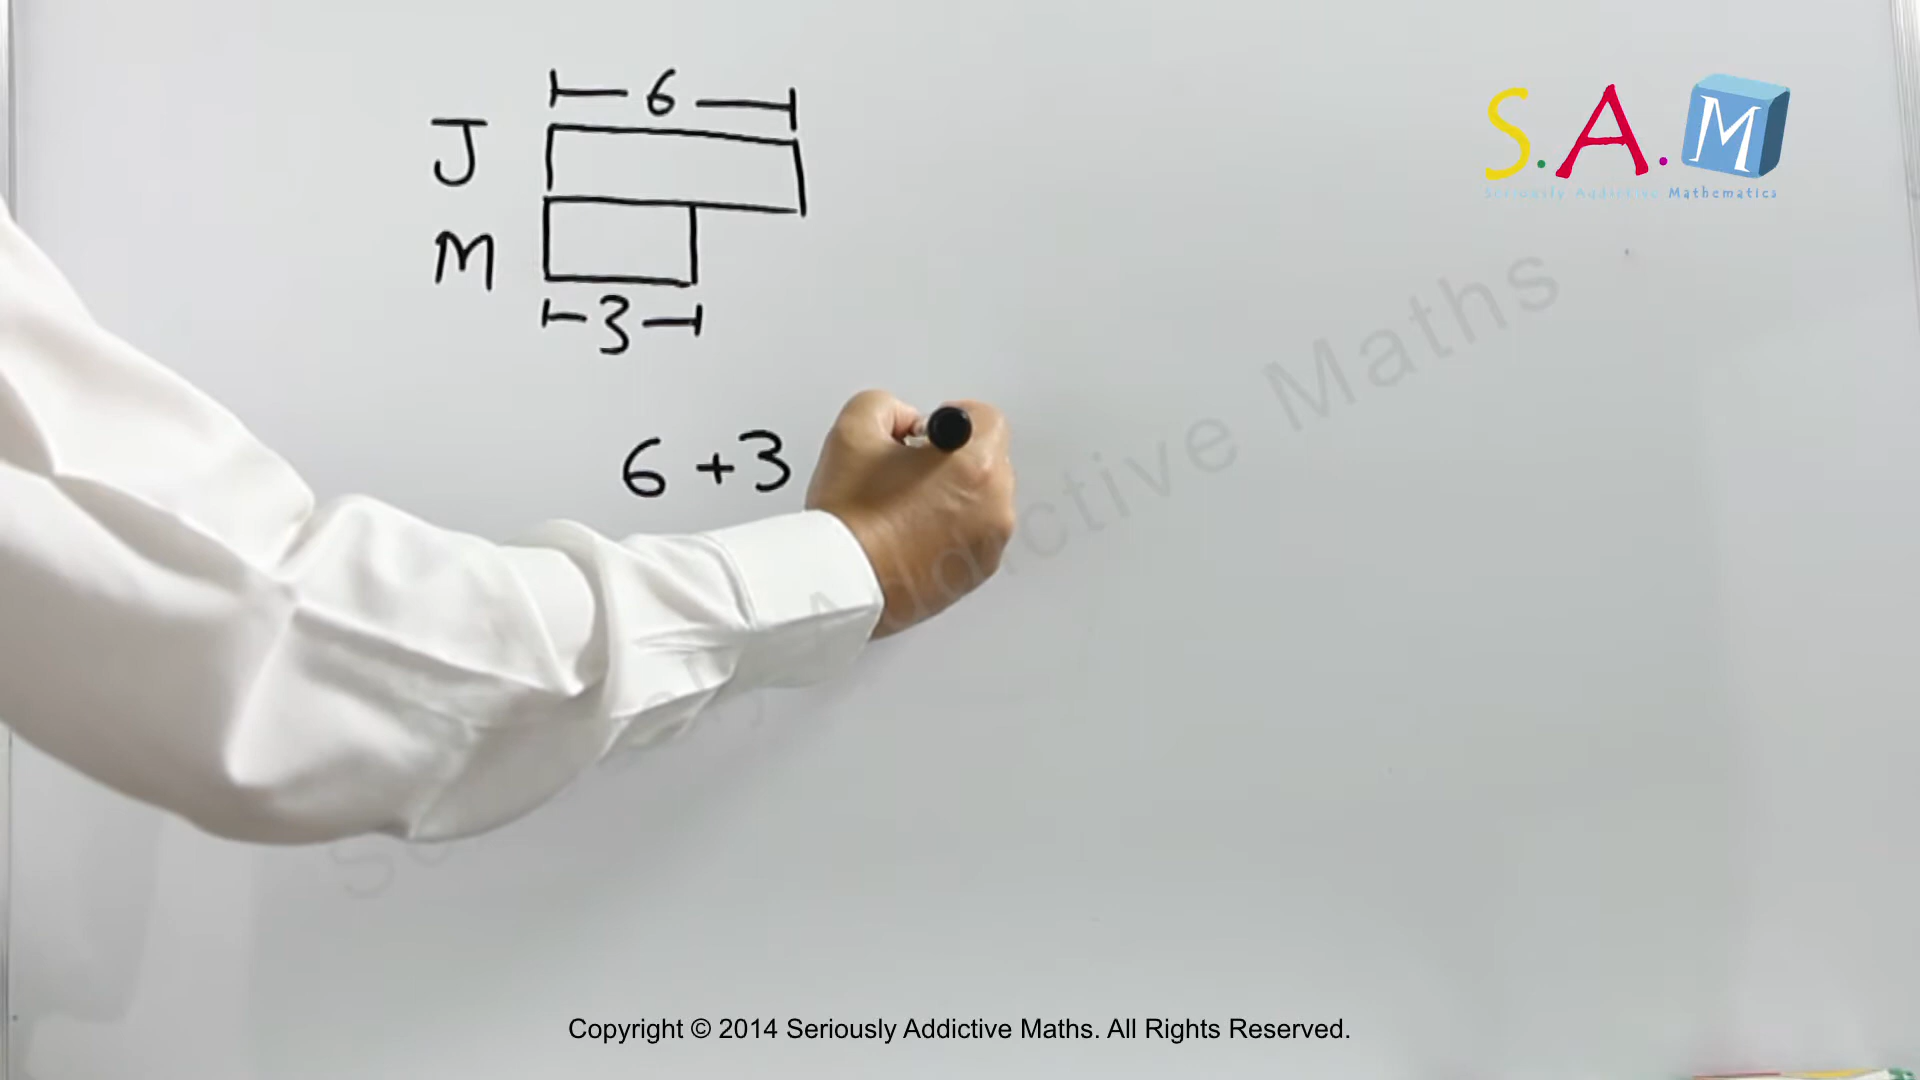 6
J
M
3
6 + 3
S.A.M
Seriously Addictive Mathematics
Seriously Addictive Maths
Copyright © 2014 Seriously Addictive Maths. All Rights Reserved.